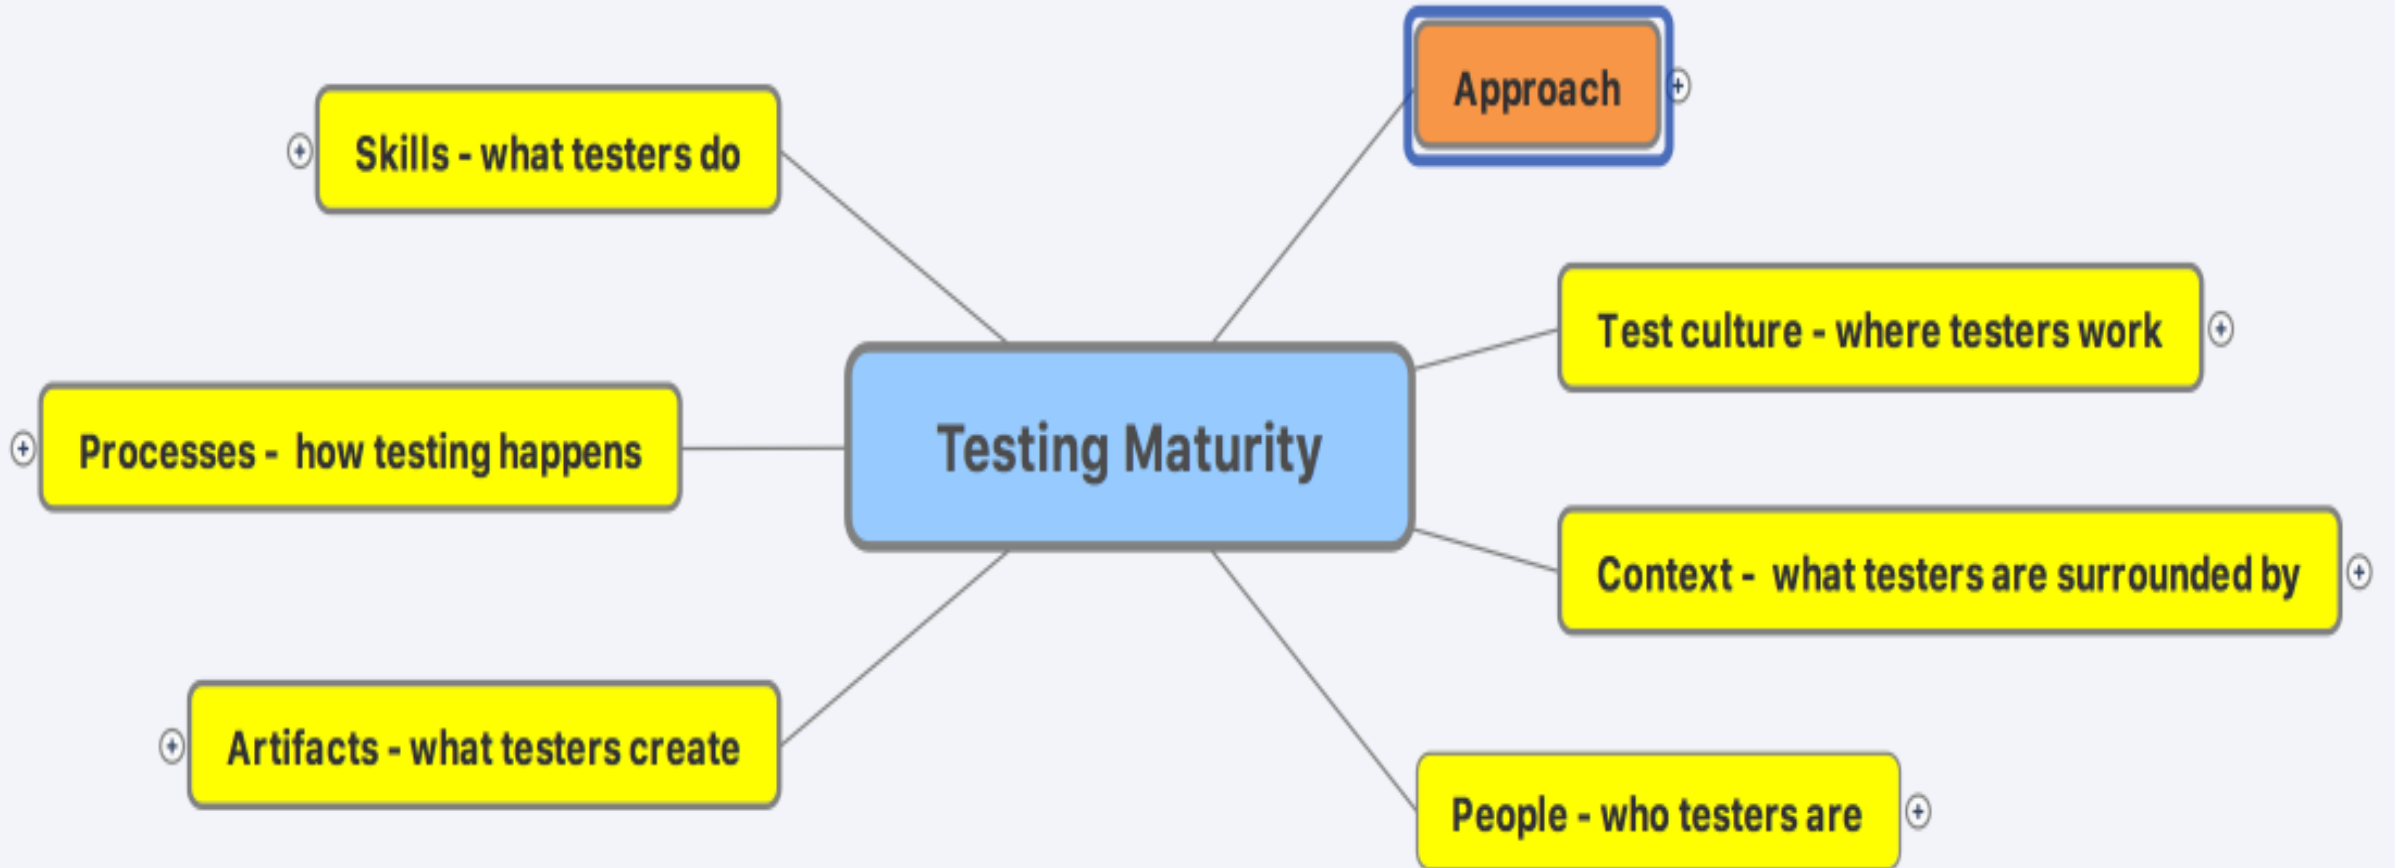 Approach
Skills - what testers do
Test culture - where testers work
Testing Maturity
Processes -  how testing happens
Context -  what testers are surrounded by
Artifacts - what testers create
People - who testers are